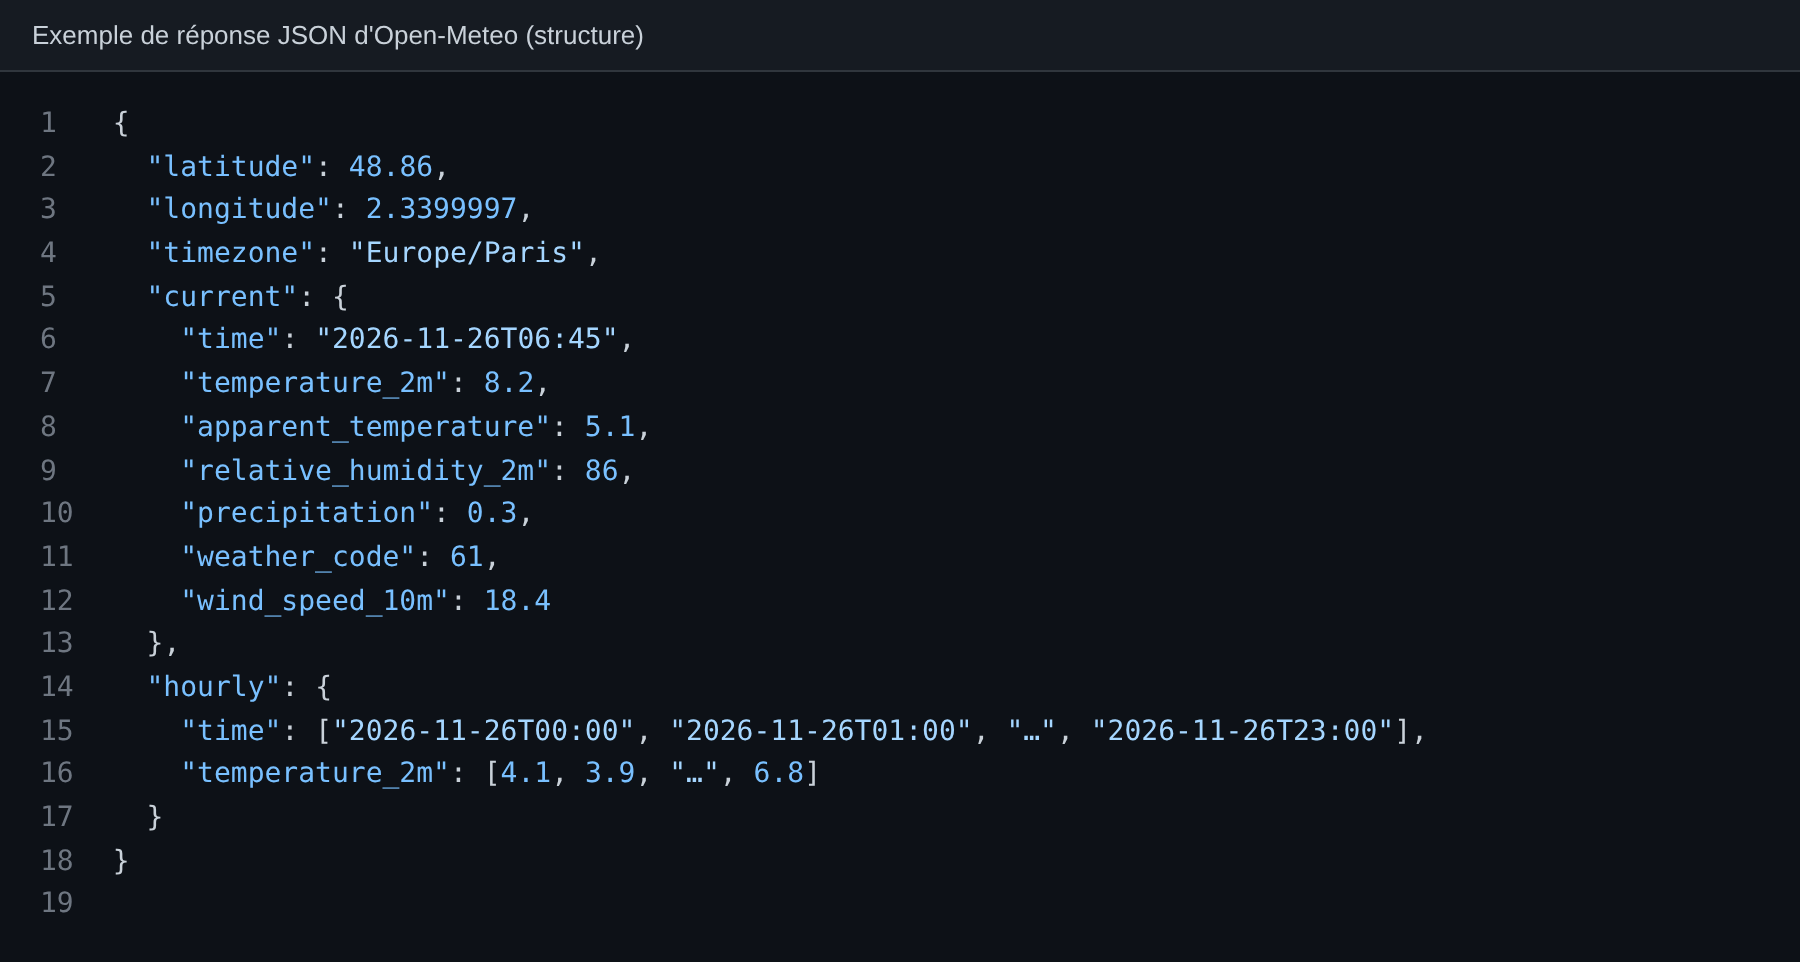 Exemple de réponse JSON d'Open-Meteo (structure)
1 {
2   "latitude": 48.86,
3   "longitude": 2.3399997,
4   "timezone": "Europe/Paris",
5   "current": {
6     "time": "2026-11-26T06:45",
7     "temperature_2m": 8.2,
8     "apparent_temperature": 5.1,
9     "relative_humidity_2m": 86,
10     "precipitation": 0.3,
11     "weather_code": 61,
12     "wind_speed_10m": 18.4
13   },
14   "hourly": {
15     "time": ["2026-11-26T00:00", "2026-11-26T01:00", "…", "2026-11-26T23:00"],
16     "temperature_2m": [4.1, 3.9, "…", 6.8]
17   }
18 }
19